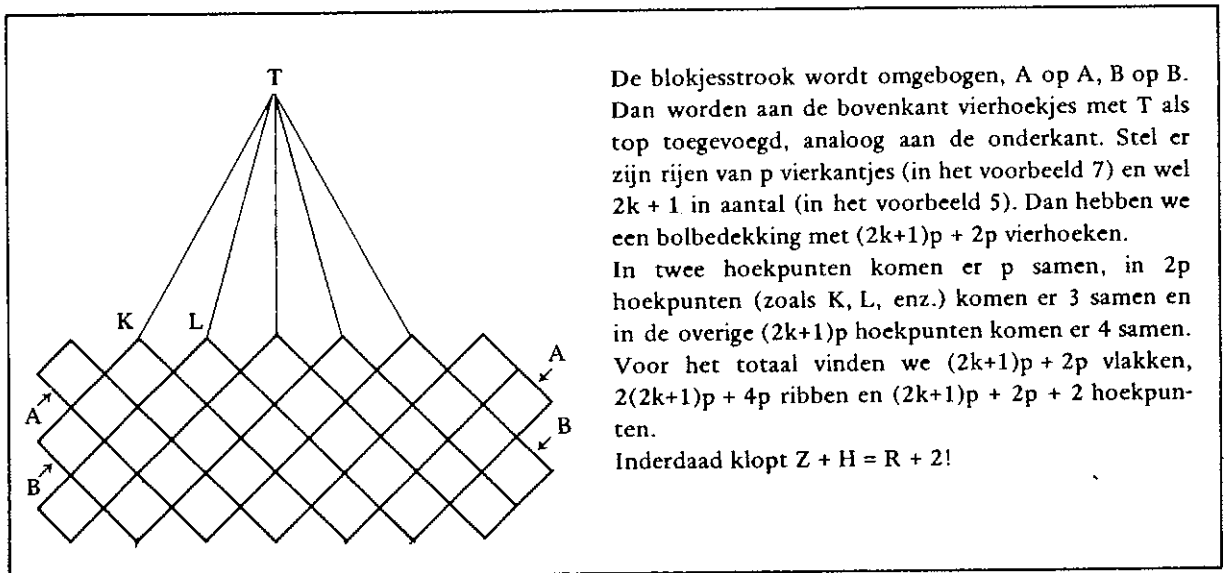 T
K
L
A
A
B
B
De blokjesstrook wordt omgebogen, A op A, B op B.
Dan worden aan de bovenkant vierhoekjes met T als
top toegevoegd, analoog aan de onderkant. Stel er
zijn rijen van p vierkantjes (in het voorbeeld 7) en wel
2k + 1 in aantal (in het voorbeeld 5). Dan hebben we
een bolbedekking met (2k+1)p + 2p vierhoeken.
In twee hoekpunten komen er p samen, in 2p
hoekpunten (zoals K, L, enz.) komen er 3 samen en
in de overige (2k+1)p hoekpunten komen er 4 samen.
Voor het totaal vinden we (2k+1)p + 2p vlakken,
2(2k+1)p + 4p ribben en (2k+1)p + 2p + 2 hoekpun-
ten.
Inderdaad klopt Z + H = R + 2!